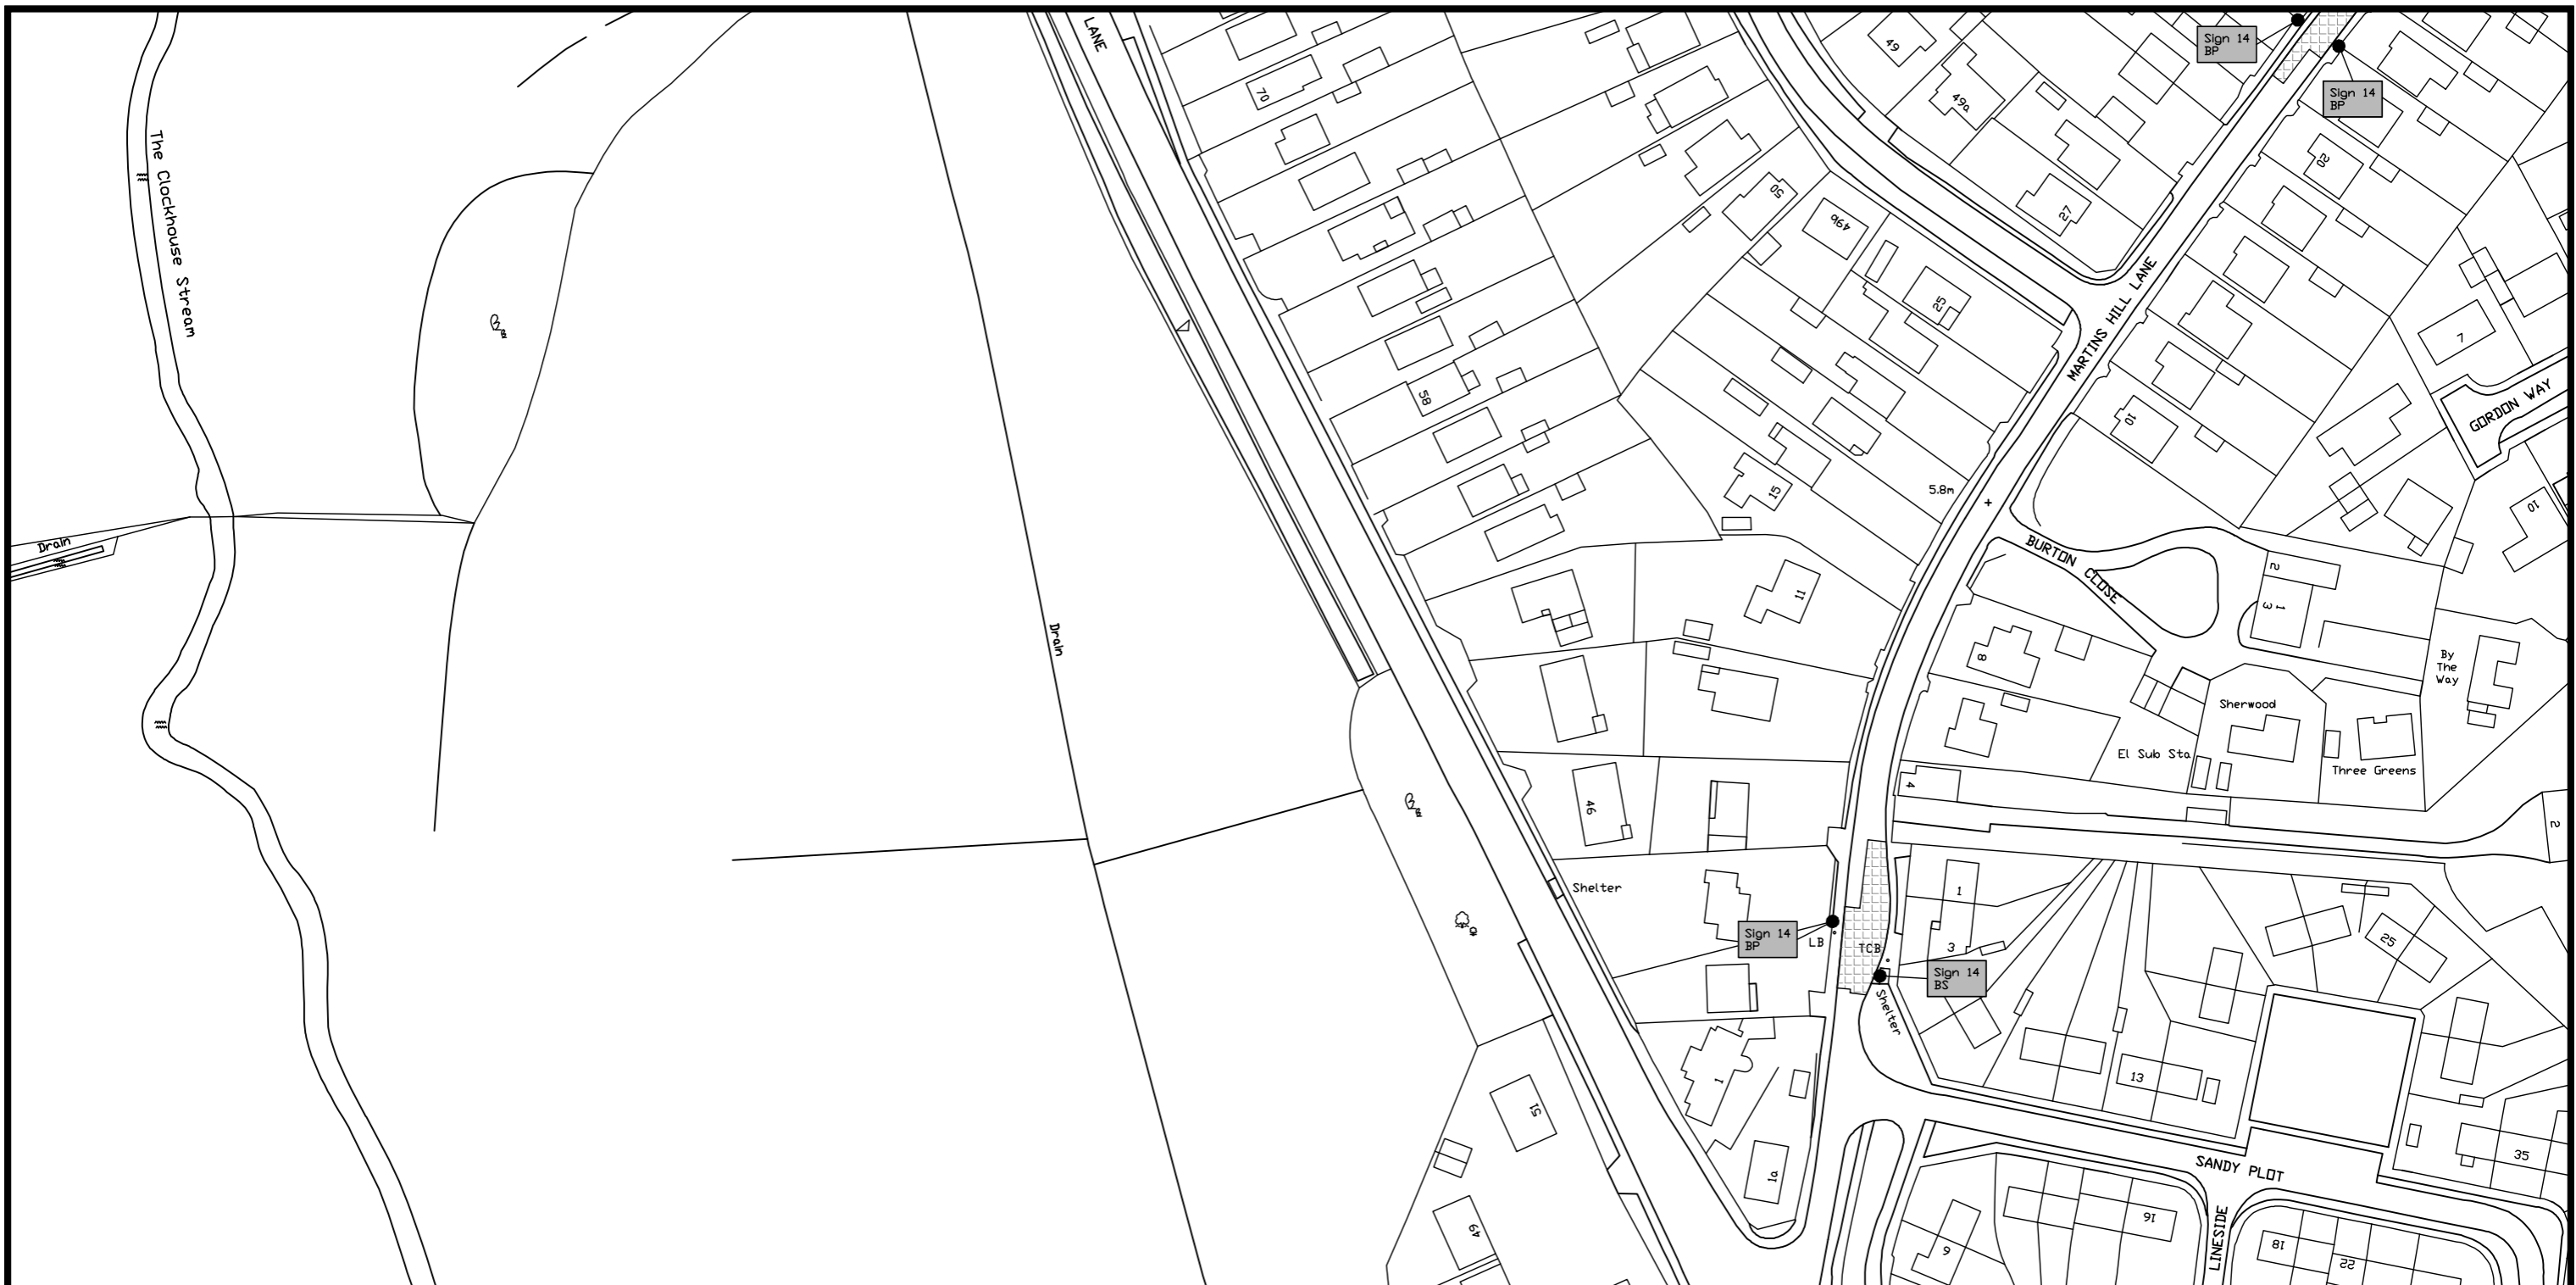 LANE
70
49
Sign 14
BP
Sign 14
BP
49a
The Clockhouse Stream
20
50
49b
27
25
MARTINS HILL LANE
7
58
GORDON WAY
10
15
5.8m
10
Drain
BURTON CLOSE
2
11
1
3
Drain
8
By
The
Way
Sherwood
El Sub Sta
Three Greens
4
46
2
Shelter
1
Sign 14
BP
LB
TCB
3
25
Sign 14
BS
Shelter
1
13
51
1a
35
SANDY PLOT
49
9
16
LINESIDE
18
22